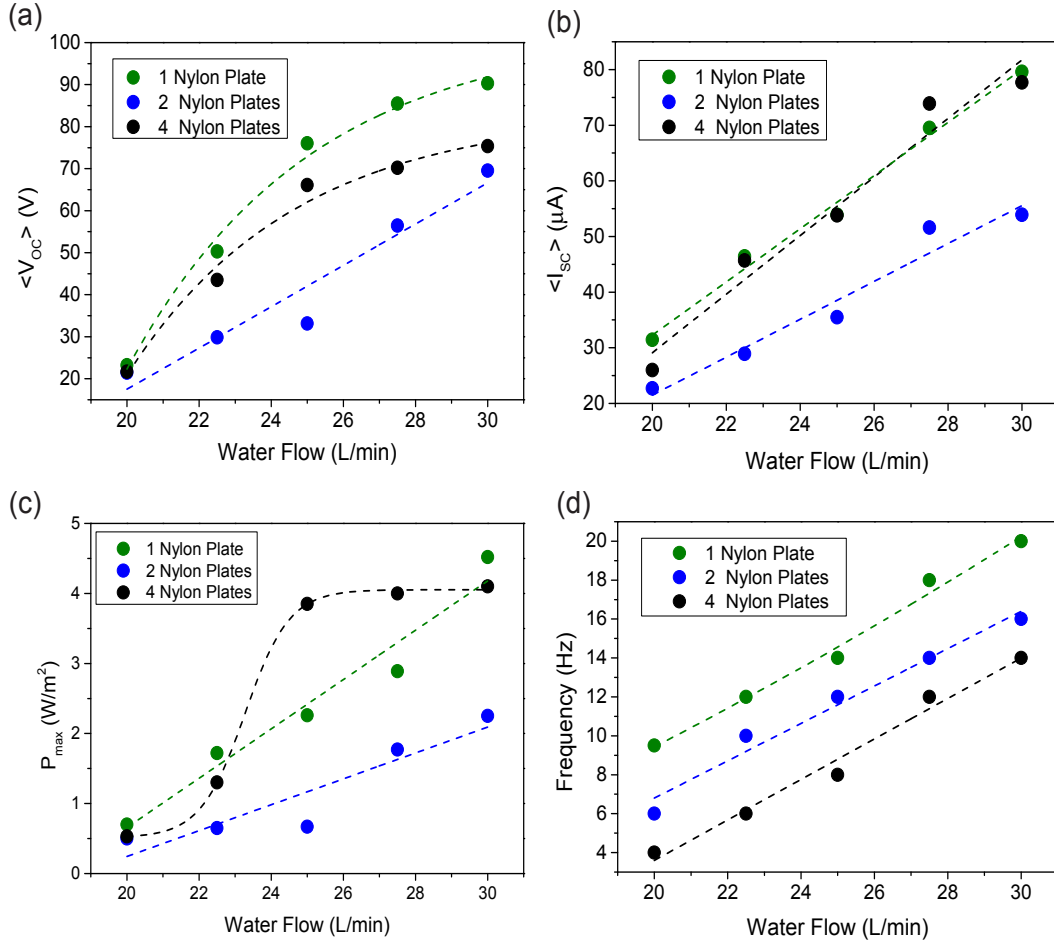 (a)
100
90
80
70
60
50
40
30
20
<V_OC> (V)
1 Nylon Plate
2 Nylon Plates
4 Nylon Plates
20 22 24 26 28 30
Water Flow (L/min)
(b)
80
70
60
50
40
30
20
<I_SC> (µA)
1 Nylon Plate
2 Nylon Plates
4 Nylon Plates
20 22 24 26 28 30
Water Flow (L/min)
(c)
5
4
3
2
1
0
P_max (W/m²)
1 Nylon Plate
2 Nylon Plates
4 Nylon Plates
20 22 24 26 28 30
Water Flow (L/min)
(d)
20
18
16
14
12
10
8
6
4
Frequency (Hz)
1 Nylon Plate
2 Nylon Plates
4 Nylon Plates
20 22 24 26 28 30
Water Flow (L/min)